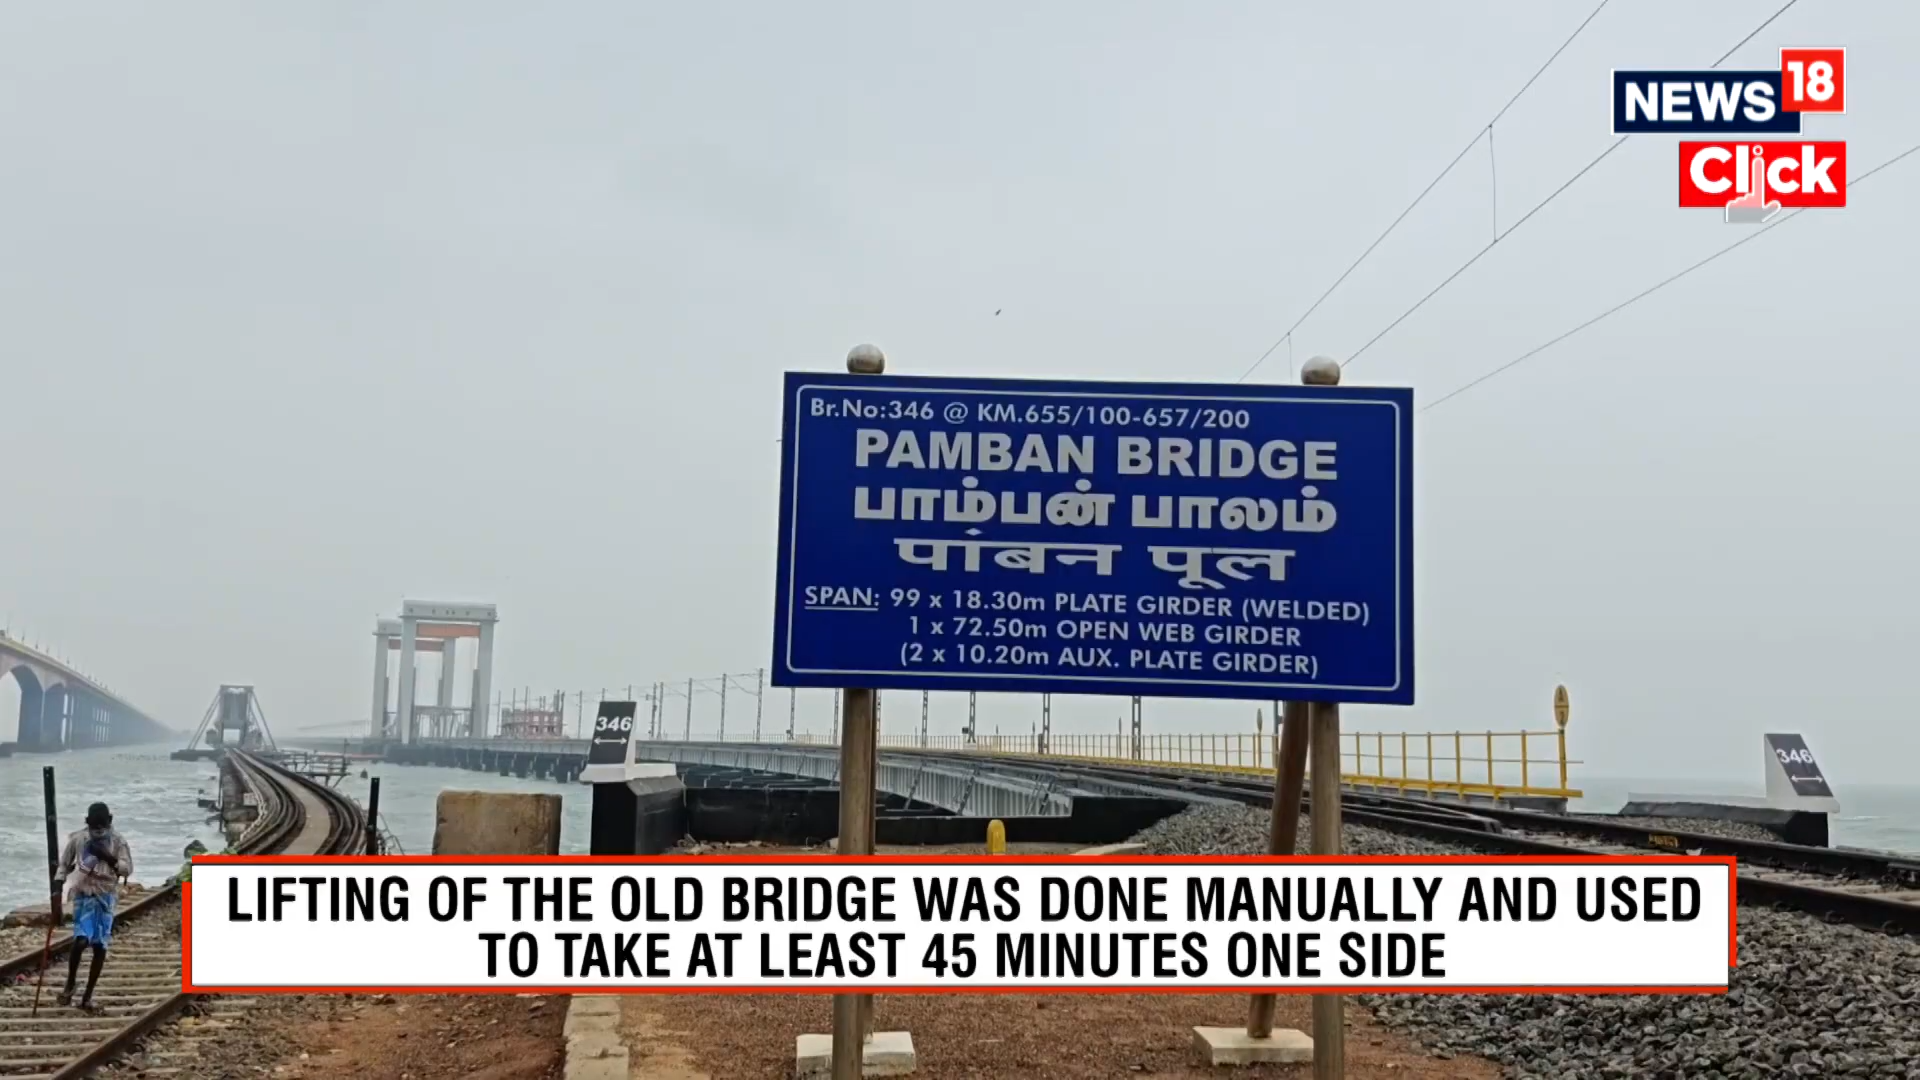 NEWS 18
Click
Br.No:346 @ KM.655/100-657/200
PAMBAN BRIDGE
பாம்பன் பாலம்
पांबन पूल
SPAN: 99 x 18.30m PLATE GIRDER (WELDED)
1 x 72.50m OPEN WEB GIRDER
(2 x 10.20m AUX. PLATE GIRDER)
346
346
LIFTING OF THE OLD BRIDGE WAS DONE MANUALLY AND USED
TO TAKE AT LEAST 45 MINUTES ONE SIDE